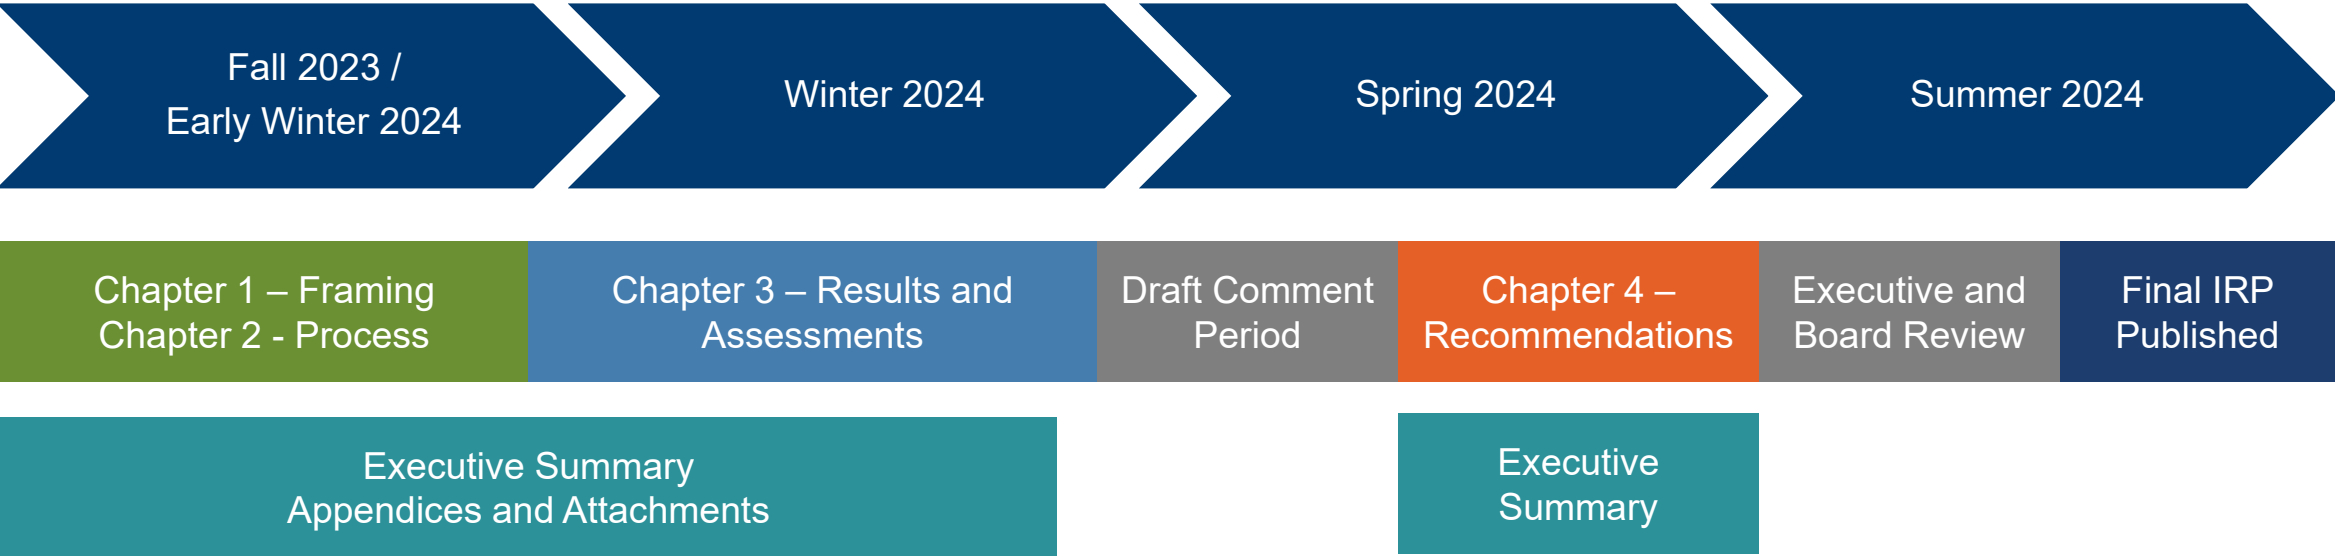 Fall 2023 /
Early Winter 2024
Winter 2024
Spring 2024
Summer 2024
Chapter 1 – Framing
Chapter 2 - Process
Chapter 3 – Results and
Assessments
Draft Comment
Period
Chapter 4 –
Recommendations
Executive and
Board Review
Final IRP
Published
Executive Summary
Appendices and Attachments
Executive
Summary